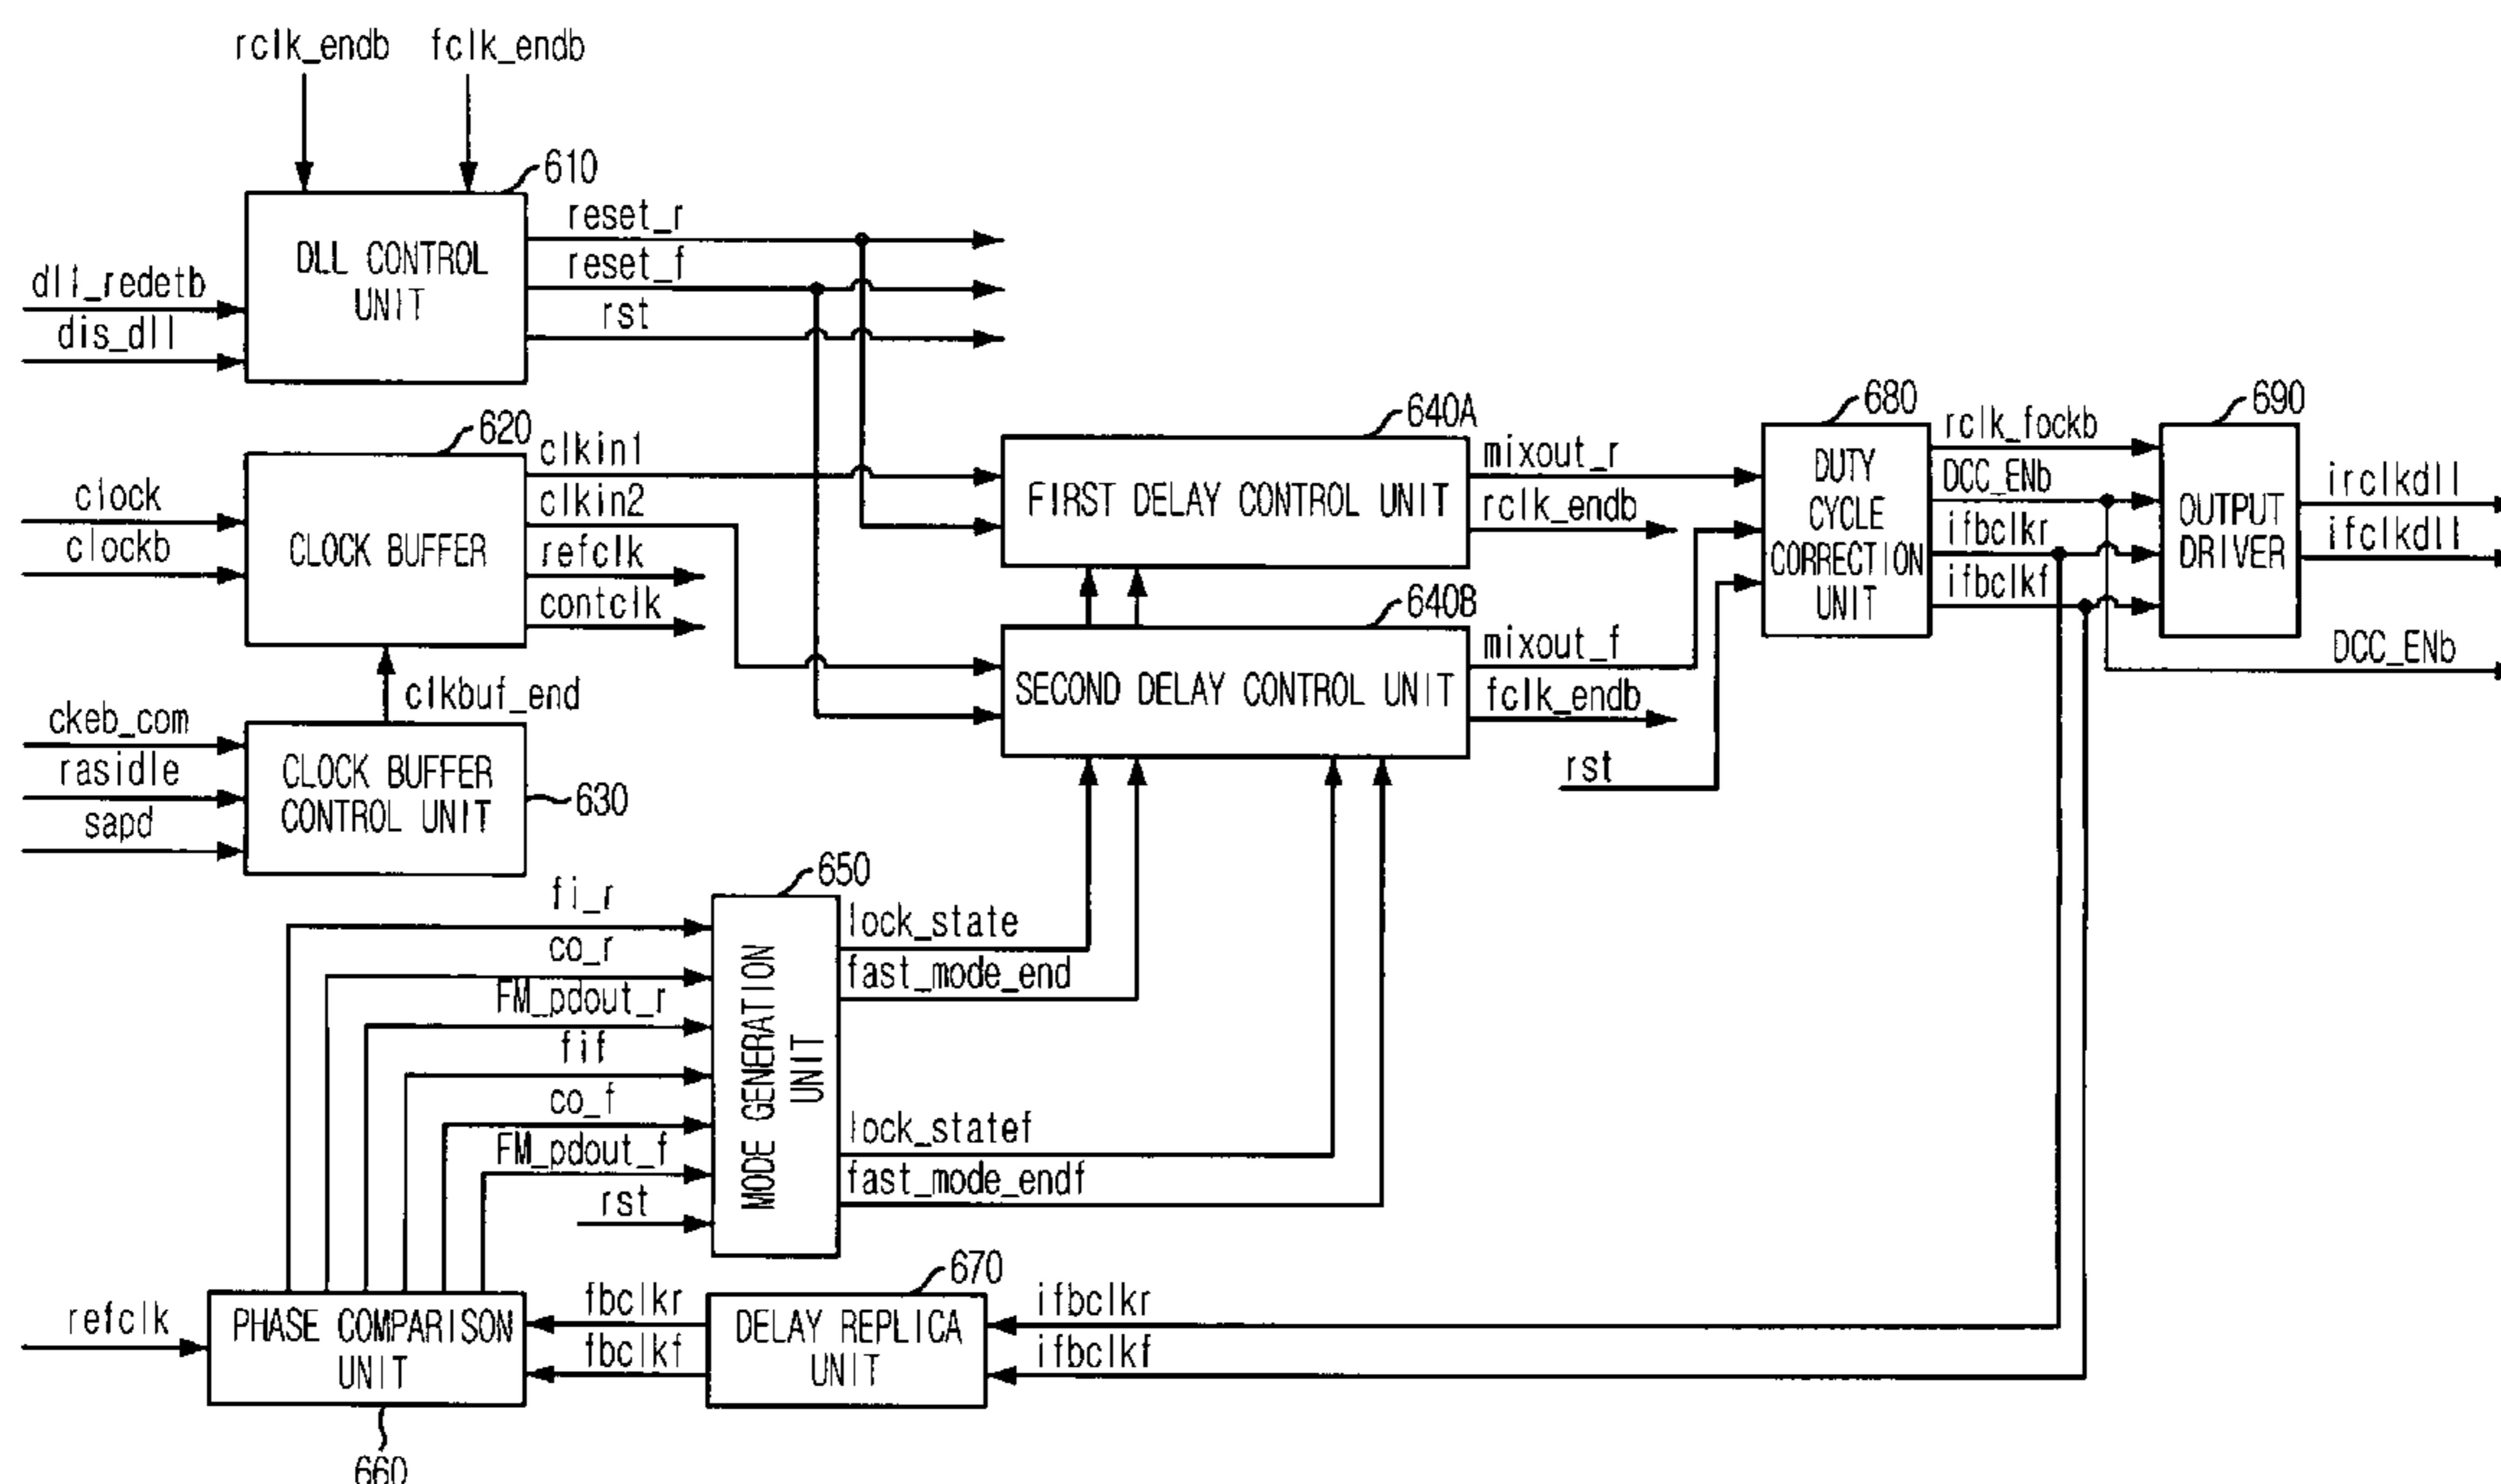 rclk_endb fclk_endb
610
DLL CONTROL
UNIT
dll_redetb
dis_dll
reset_r
reset_f
rst
620
CLOCK BUFFER
clock
clockb
clkin1
clkin2
refclk
contclk
clkbuf_end
ckeb_com
rasidle
sapd
CLOCK BUFFER
CONTROL UNIT
630
640A
FIRST DELAY CONTROL UNIT
mixout_r
rclk_endb
640B
SECOND DELAY CONTROL UNIT
mixout_f
fclk_endb
rst
680
DUTY
CYCLE
CORRECTION
UNIT
rclk_fockb
DCC_ENb
ifbclkr
ifbclkf
690
OUTPUT
DRIVER
irclkdll
ifclkdll
DCC_ENb
650
MODE GENERATION
UNIT
fi_r
co_r
FM_pdout_r
fif
co_f
FM_pdout_f
rst
lock_state
fast_mode_end
lock_statef
fast_mode_endf
refclk
PHASE COMPARISON
UNIT
660
fbclkr
fbclkf
670
DELAY REPLICA
UNIT
ifbclkr
ifbclkf